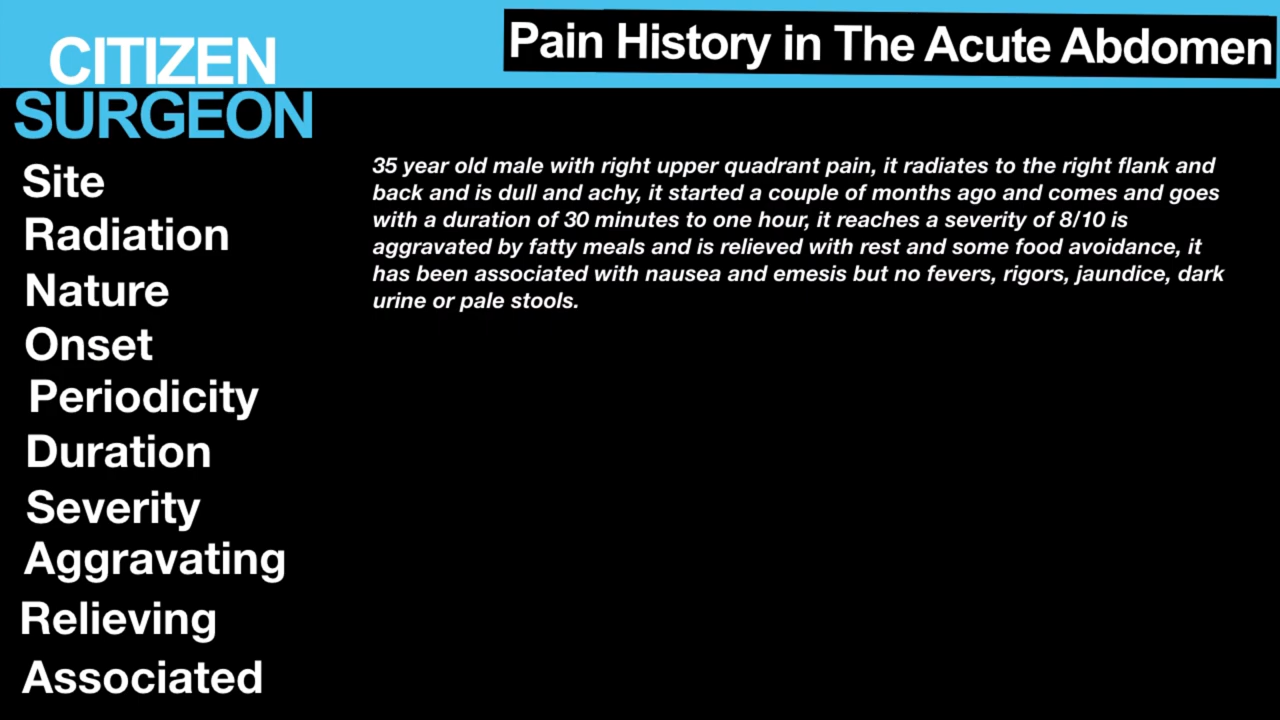 CITIZEN
SURGEON
Pain History in The Acute Abdomen
Site
Radiation
Nature
Onset
Periodicity
Duration
Severity
Aggravating
Relieving
Associated
35 year old male with right upper quadrant pain, it radiates to the right flank and
back and is dull and achy, it started a couple of months ago and comes and goes
with a duration of 30 minutes to one hour, it reaches a severity of 8/10 is
aggravated by fatty meals and is relieved with rest and some food avoidance, it
has been associated with nausea and emesis but no fevers, rigors, jaundice, dark
urine or pale stools.